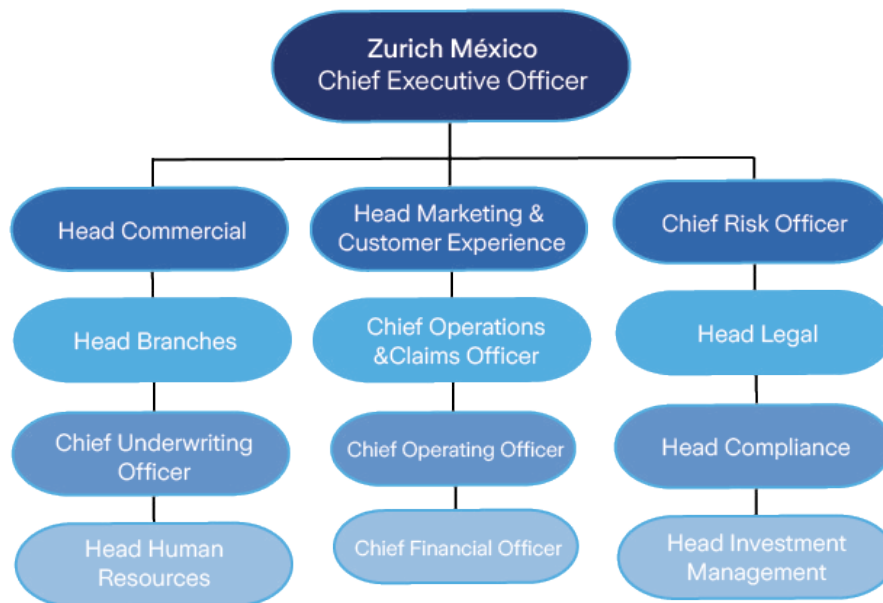 Zurich México
Chief Executive Officer
Head Commercial
Head Marketing &
Customer Experience
Chief Risk Officer
Head Branches
Chief Operations
&Claims Officer
Head Legal
Chief Underwriting
Officer
Chief Operating Officer
Head Compliance
Head Human
Resources
Chief Financial Officer
Head Investment
Management